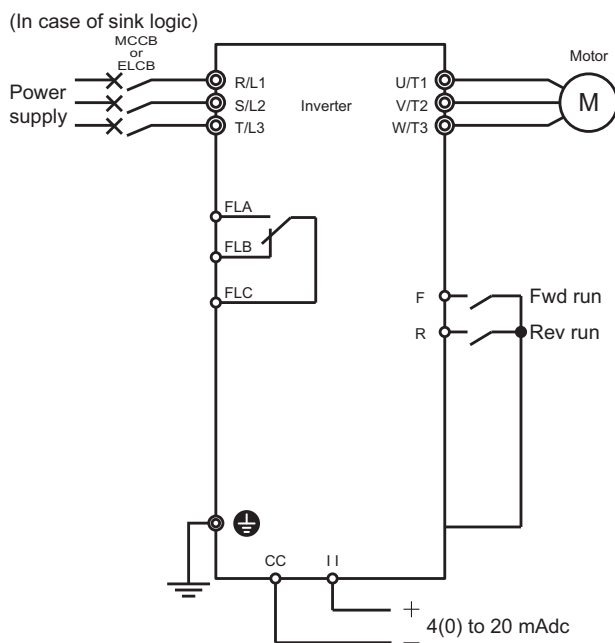 (In case of sink logic)
MCCB
or
ELCB
Motor
Power
supply
R/L1
S/L2
T/L3
Inverter
U/T1
V/T2
W/T3
M
FLA
FLB
FLC
F
Fwd run
R
Rev run
CC
I I
+
4(0) to 20 mAdc
−